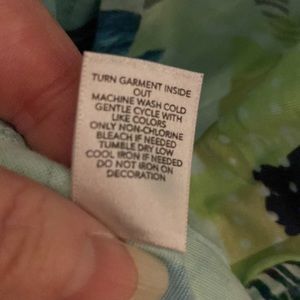 TURN GARMENT INSIDE
OUT
MACHINE WASH COLD
GENTLE CYCLE WITH
LIKE COLORS
ONLY NON-CHLORINE
BLEACH IF NEEDED
TUMBLE DRY LOW
COOL IRON IF NEEDED
DO NOT IRON ON
DECORATION